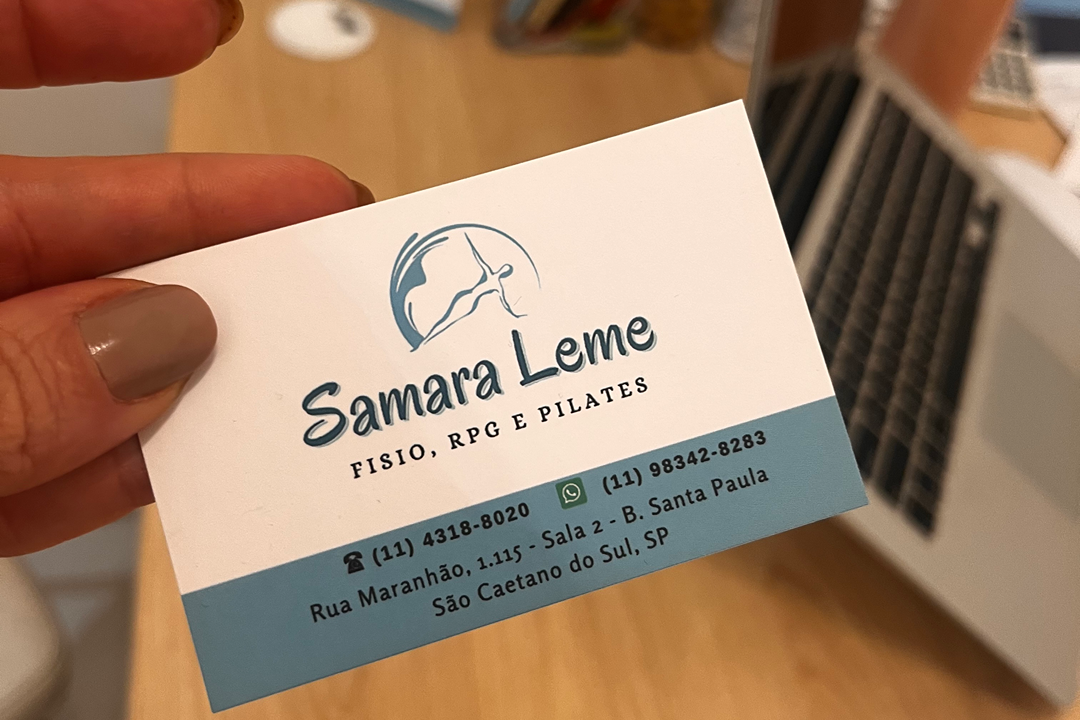 Samara Leme
FISIO, RPG E PILATES
(11) 4318-8020 (11) 98342-8283
Rua Maranhão, 1.115 - Sala 2 - B. Santa Paula
São Caetano do Sul, SP